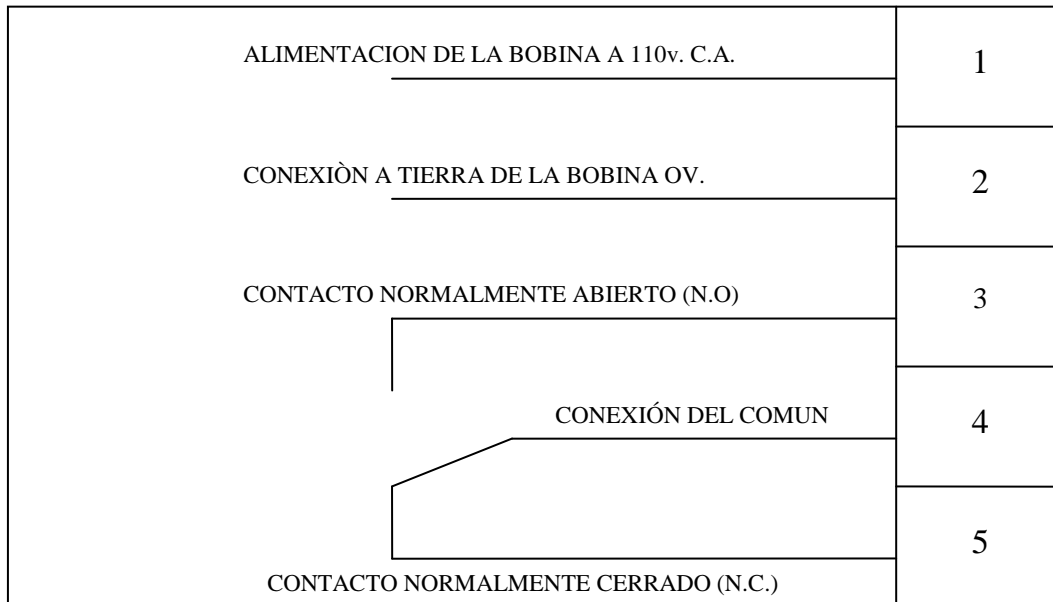 ALIMENTACION DE LA BOBINA A 110v. C.A.
1
CONEXIÒN A TIERRA DE LA BOBINA OV.
2
CONTACTO NORMALMENTE ABIERTO (N.O)
3
CONEXIÓN DEL COMUN
4
5
CONTACTO NORMALMENTE CERRADO (N.C.)